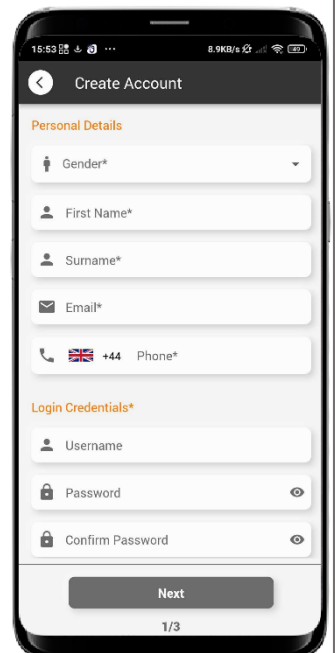 15:53 ... 8.9KB/s 49
Create Account
Personal Details
Gender*
First Name*
Surname*
Email*
+44 Phone*
Login Credentials*
Username
Password
Confirm Password
Next
1/3